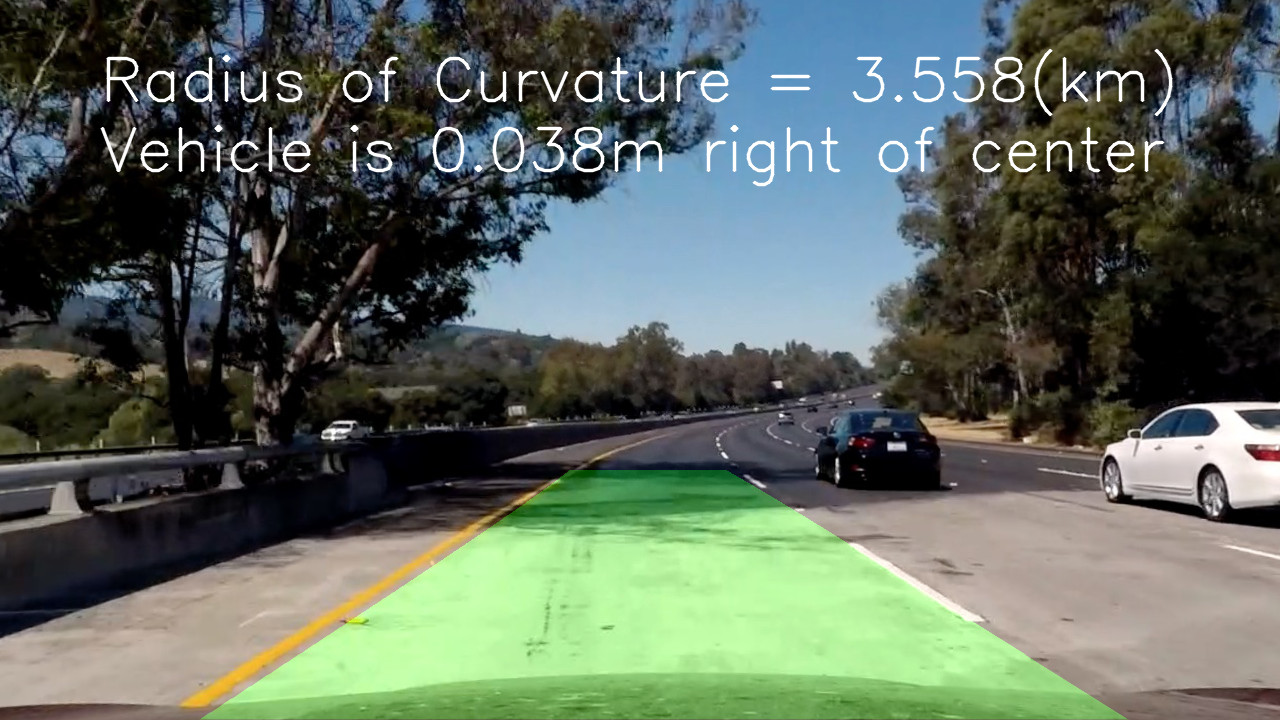 Radius of Curvature = 3.558(km)
Vehicle is 0.038m right of center